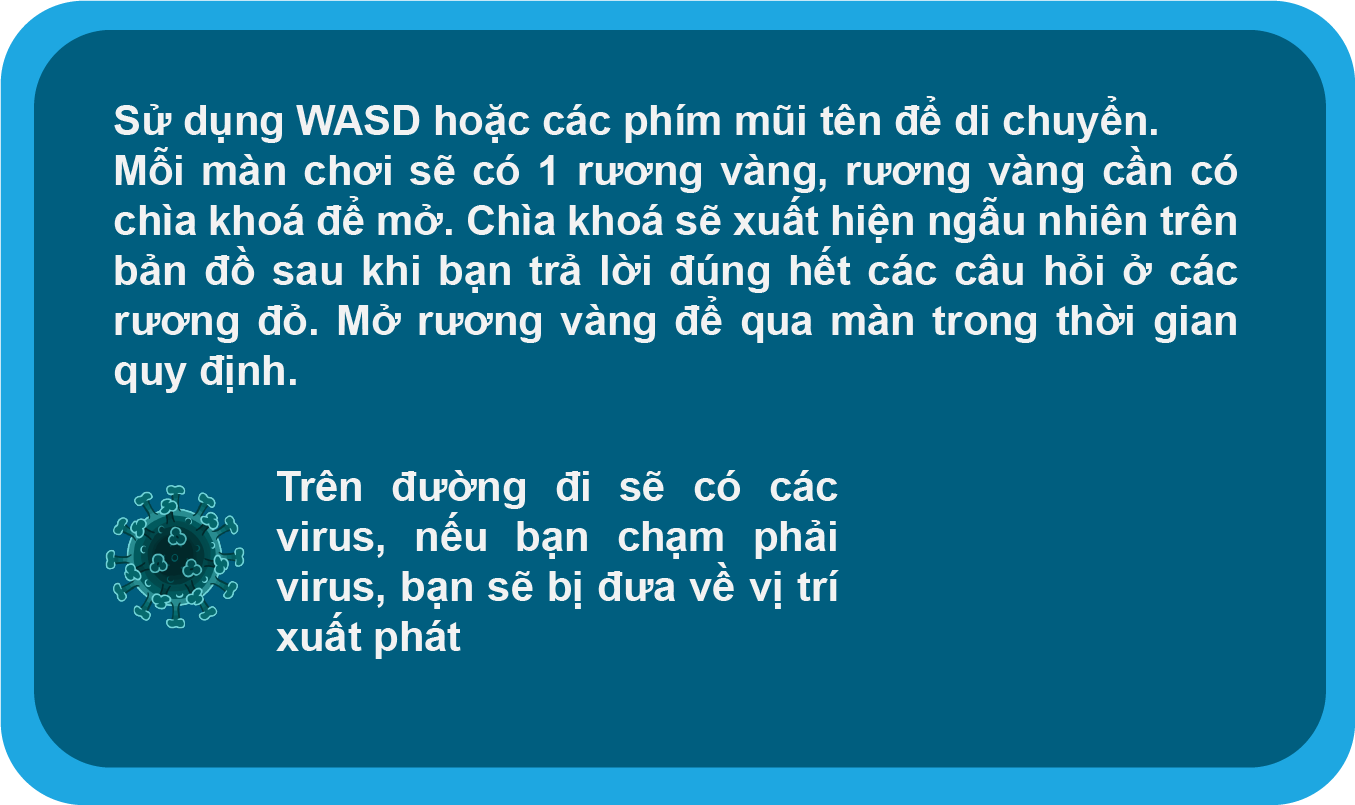 Sử dụng WASD hoặc các phím mũi tên để di chuyển.
Mỗi màn chơi sẽ có 1 rương vàng, rương vàng cần có
chìa khoá để mở. Chìa khoá sẽ xuất hiện ngẫu nhiên trên
bản đồ sau khi bạn trả lời đúng hết các câu hỏi ở các
rương đỏ. Mở rương vàng để qua màn trong thời gian
quy định.
Trên đường đi sẽ có các
virus, nếu bạn chạm phải
virus, bạn sẽ bị đưa về vị trí
xuất phát